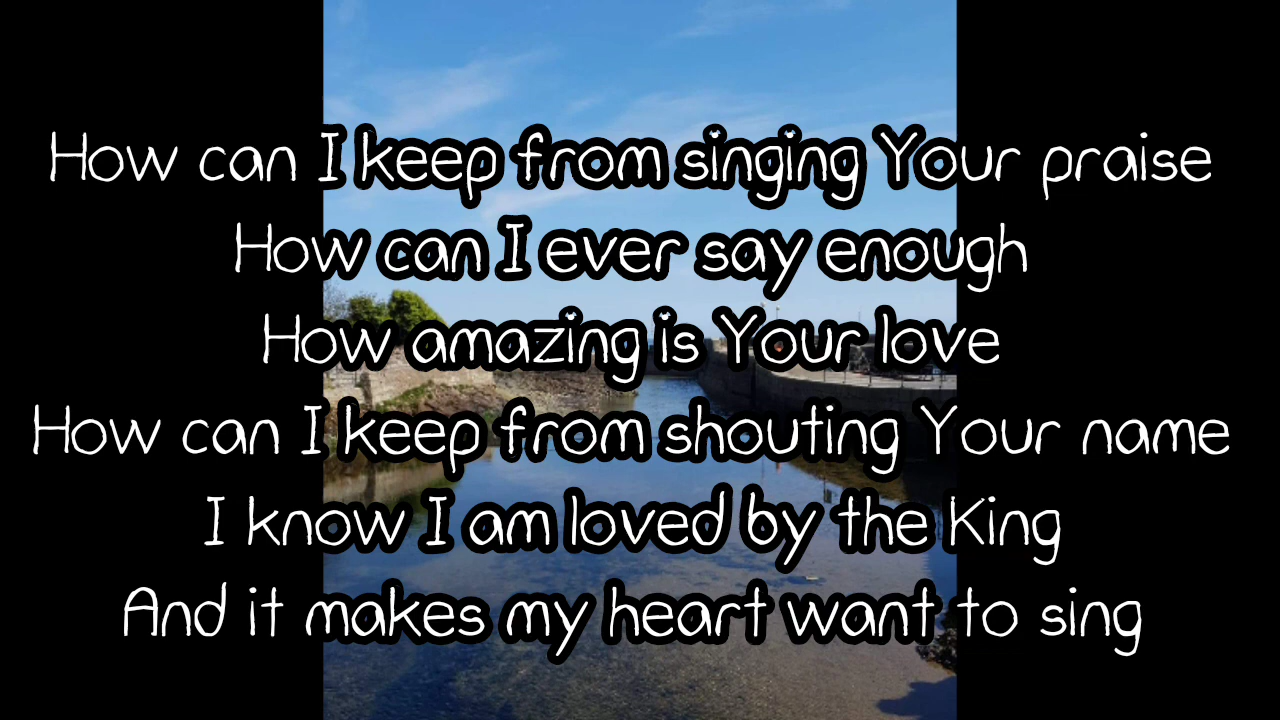 How can I keep from singing Your praise
How can I ever say enough
How amazing is Your love
How can I keep from shouting Your name
I know I am loved by the King
And it makes my heart want to sing